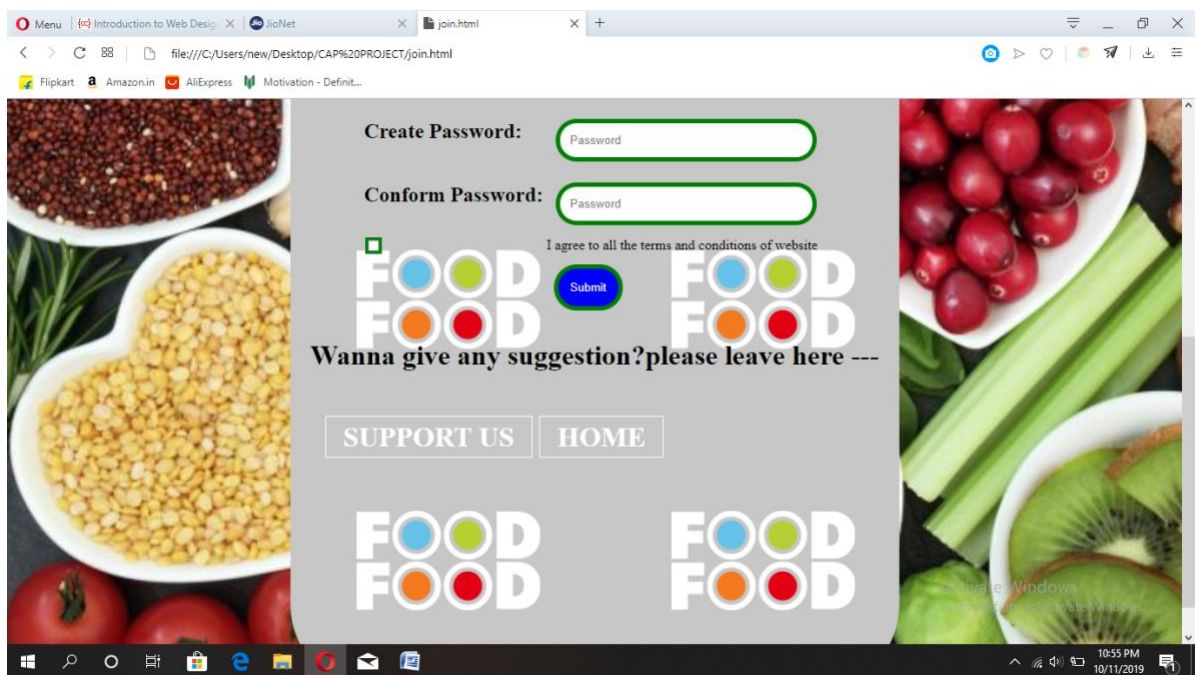 Menu
Introduction to Web Desig
JioNet
join.html
file:///C:/Users/new/Desktop/CAP%20PROJECT/join.html
Flipkart
Amazon.in
AliExpress
Motivation - Definit...
Create Password:
Password
Conform Password:
Password
I agree to all the terms and conditions of website
FOOD
FOOD
Submit
FOOD
FOOD
Wanna give any suggestion?please leave here ---
SUPPORT US
HOME
FOOD
FOOD
FOOD
FOOD
Windows
10:55 PM
10/11/2019